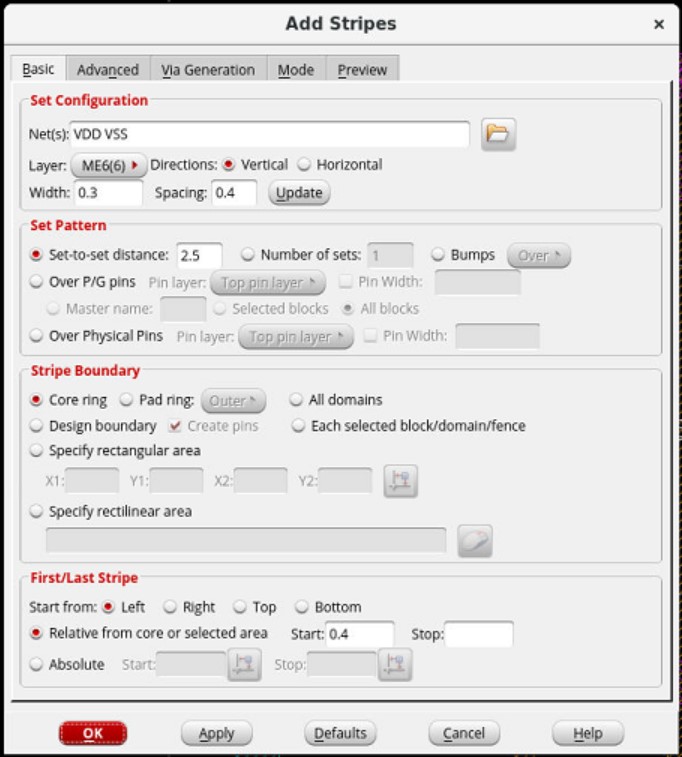 Add Stripes ×
Basic Advanced Via Generation Mode Preview
Set Configuration
Net(s): VDD VSS
Layer: ME6(6) Directions: Vertical Horizontal
Width: 0.3 Spacing: 0.4 Update
Set Pattern
Set-to-set distance: 2.5 Number of sets: 1 Bumps Over
Over P/G pins Pin layer: Top pin layer Pin Width:
Master name: Selected blocks All blocks
Over Physical Pins Pin layer: Top pin layer Pin Width:
Stripe Boundary
Core ring Pad ring: Outer All domains
Design boundary Create pins Each selected block/domain/fence
Specify rectangular area
X1: Y1: X2: Y2:
Specify rectilinear area
First/Last Stripe
Start from: Left Right Top Bottom
Relative from core or selected area Start: 0.4 Stop:
Absolute Start: Stop:
OK Apply Defaults Cancel Help